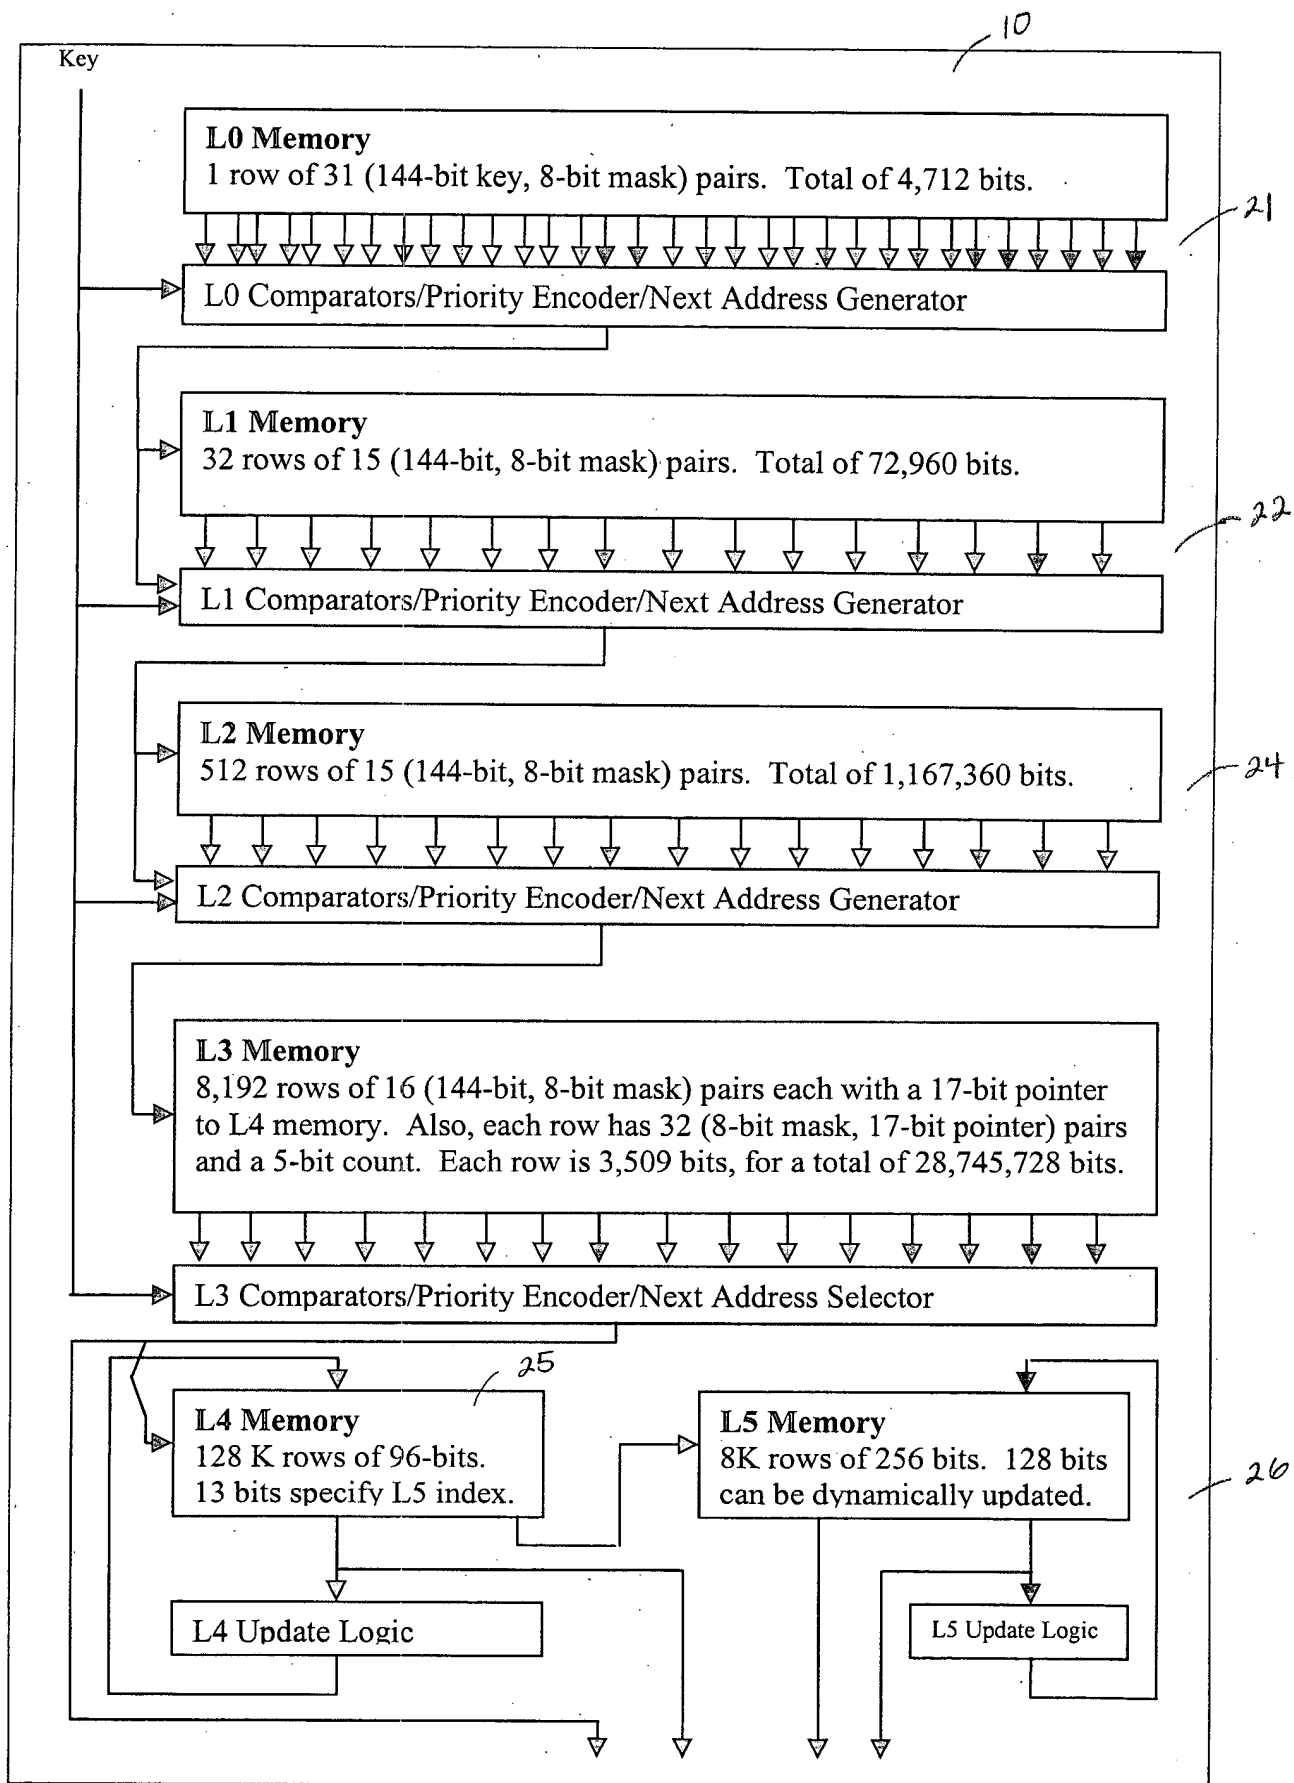 10
Key
L0 Memory
1 row of 31 (144-bit key, 8-bit mask) pairs. Total of 4,712 bits.
21
L0 Comparators/Priority Encoder/Next Address Generator
L1 Memory
32 rows of 15 (144-bit, 8-bit mask) pairs. Total of 72,960 bits.
22
L1 Comparators/Priority Encoder/Next Address Generator
L2 Memory
512 rows of 15 (144-bit, 8-bit mask) pairs. Total of 1,167,360 bits.
24
L2 Comparators/Priority Encoder/Next Address Generator
L3 Memory
8,192 rows of 16 (144-bit, 8-bit mask) pairs each with a 17-bit pointer
to L4 memory. Also, each row has 32 (8-bit mask, 17-bit pointer) pairs
and a 5-bit count. Each row is 3,509 bits, for a total of 28,745,728 bits.
L3 Comparators/Priority Encoder/Next Address Selector
25
L4 Memory
128 K rows of 96-bits.
13 bits specify L5 index.
L5 Memory
8K rows of 256 bits. 128 bits
can be dynamically updated.
26
L4 Update Logic
L5 Update Logic